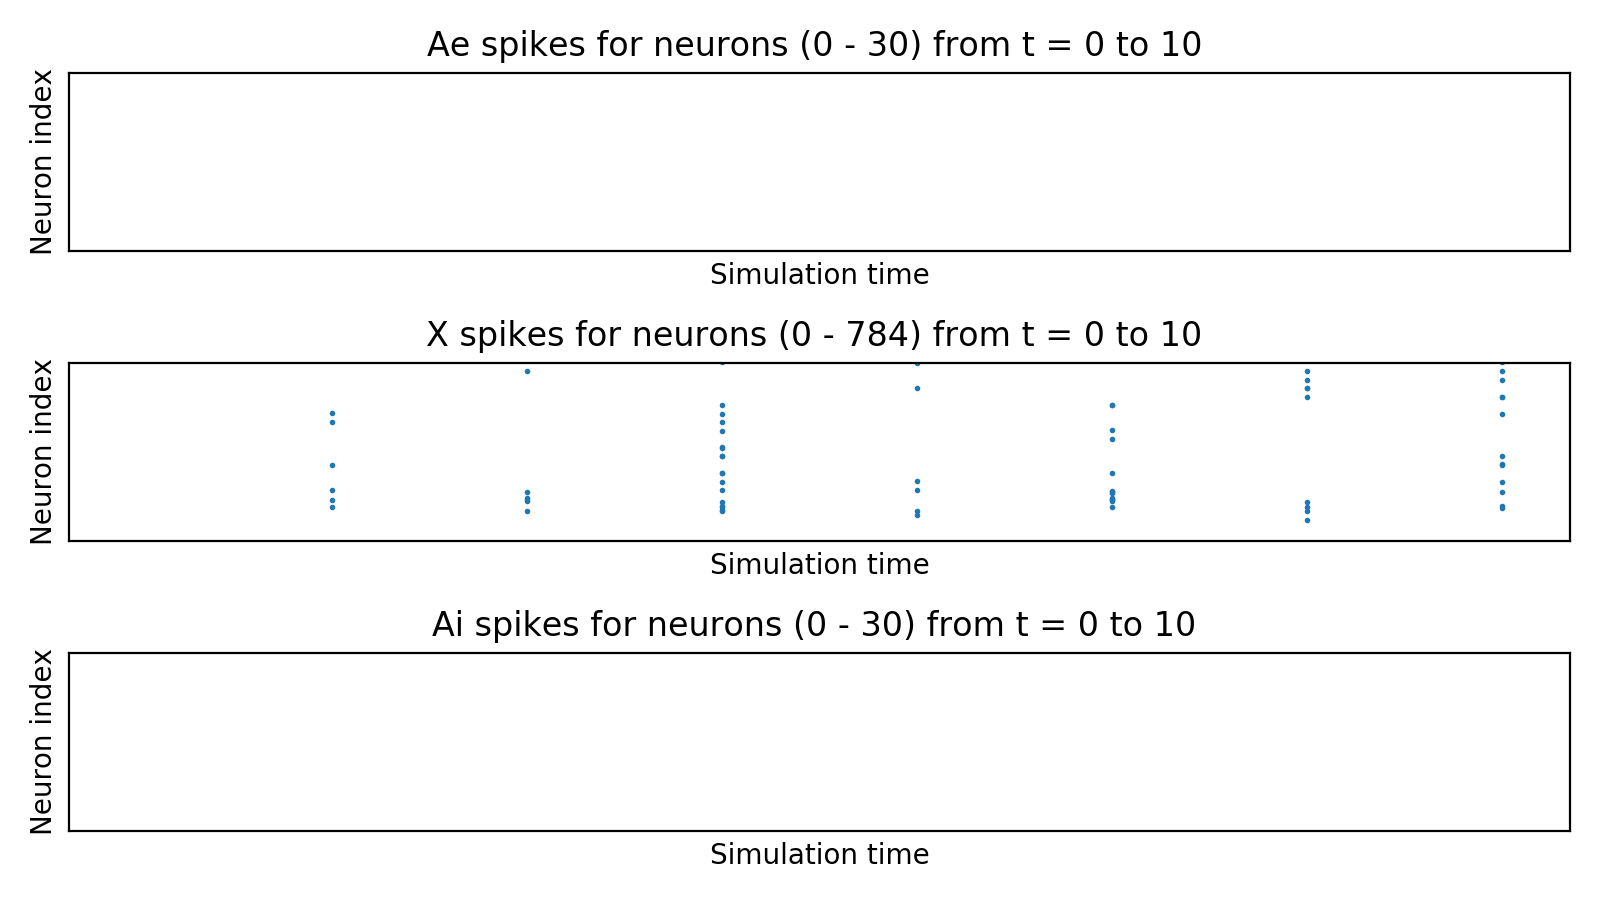 Ae spikes for neurons (0 - 30) from t = 0 to 10
Neuron index
Simulation time
X spikes for neurons (0 - 784) from t = 0 to 10
Neuron index
Simulation time
Ai spikes for neurons (0 - 30) from t = 0 to 10
Neuron index
Simulation time